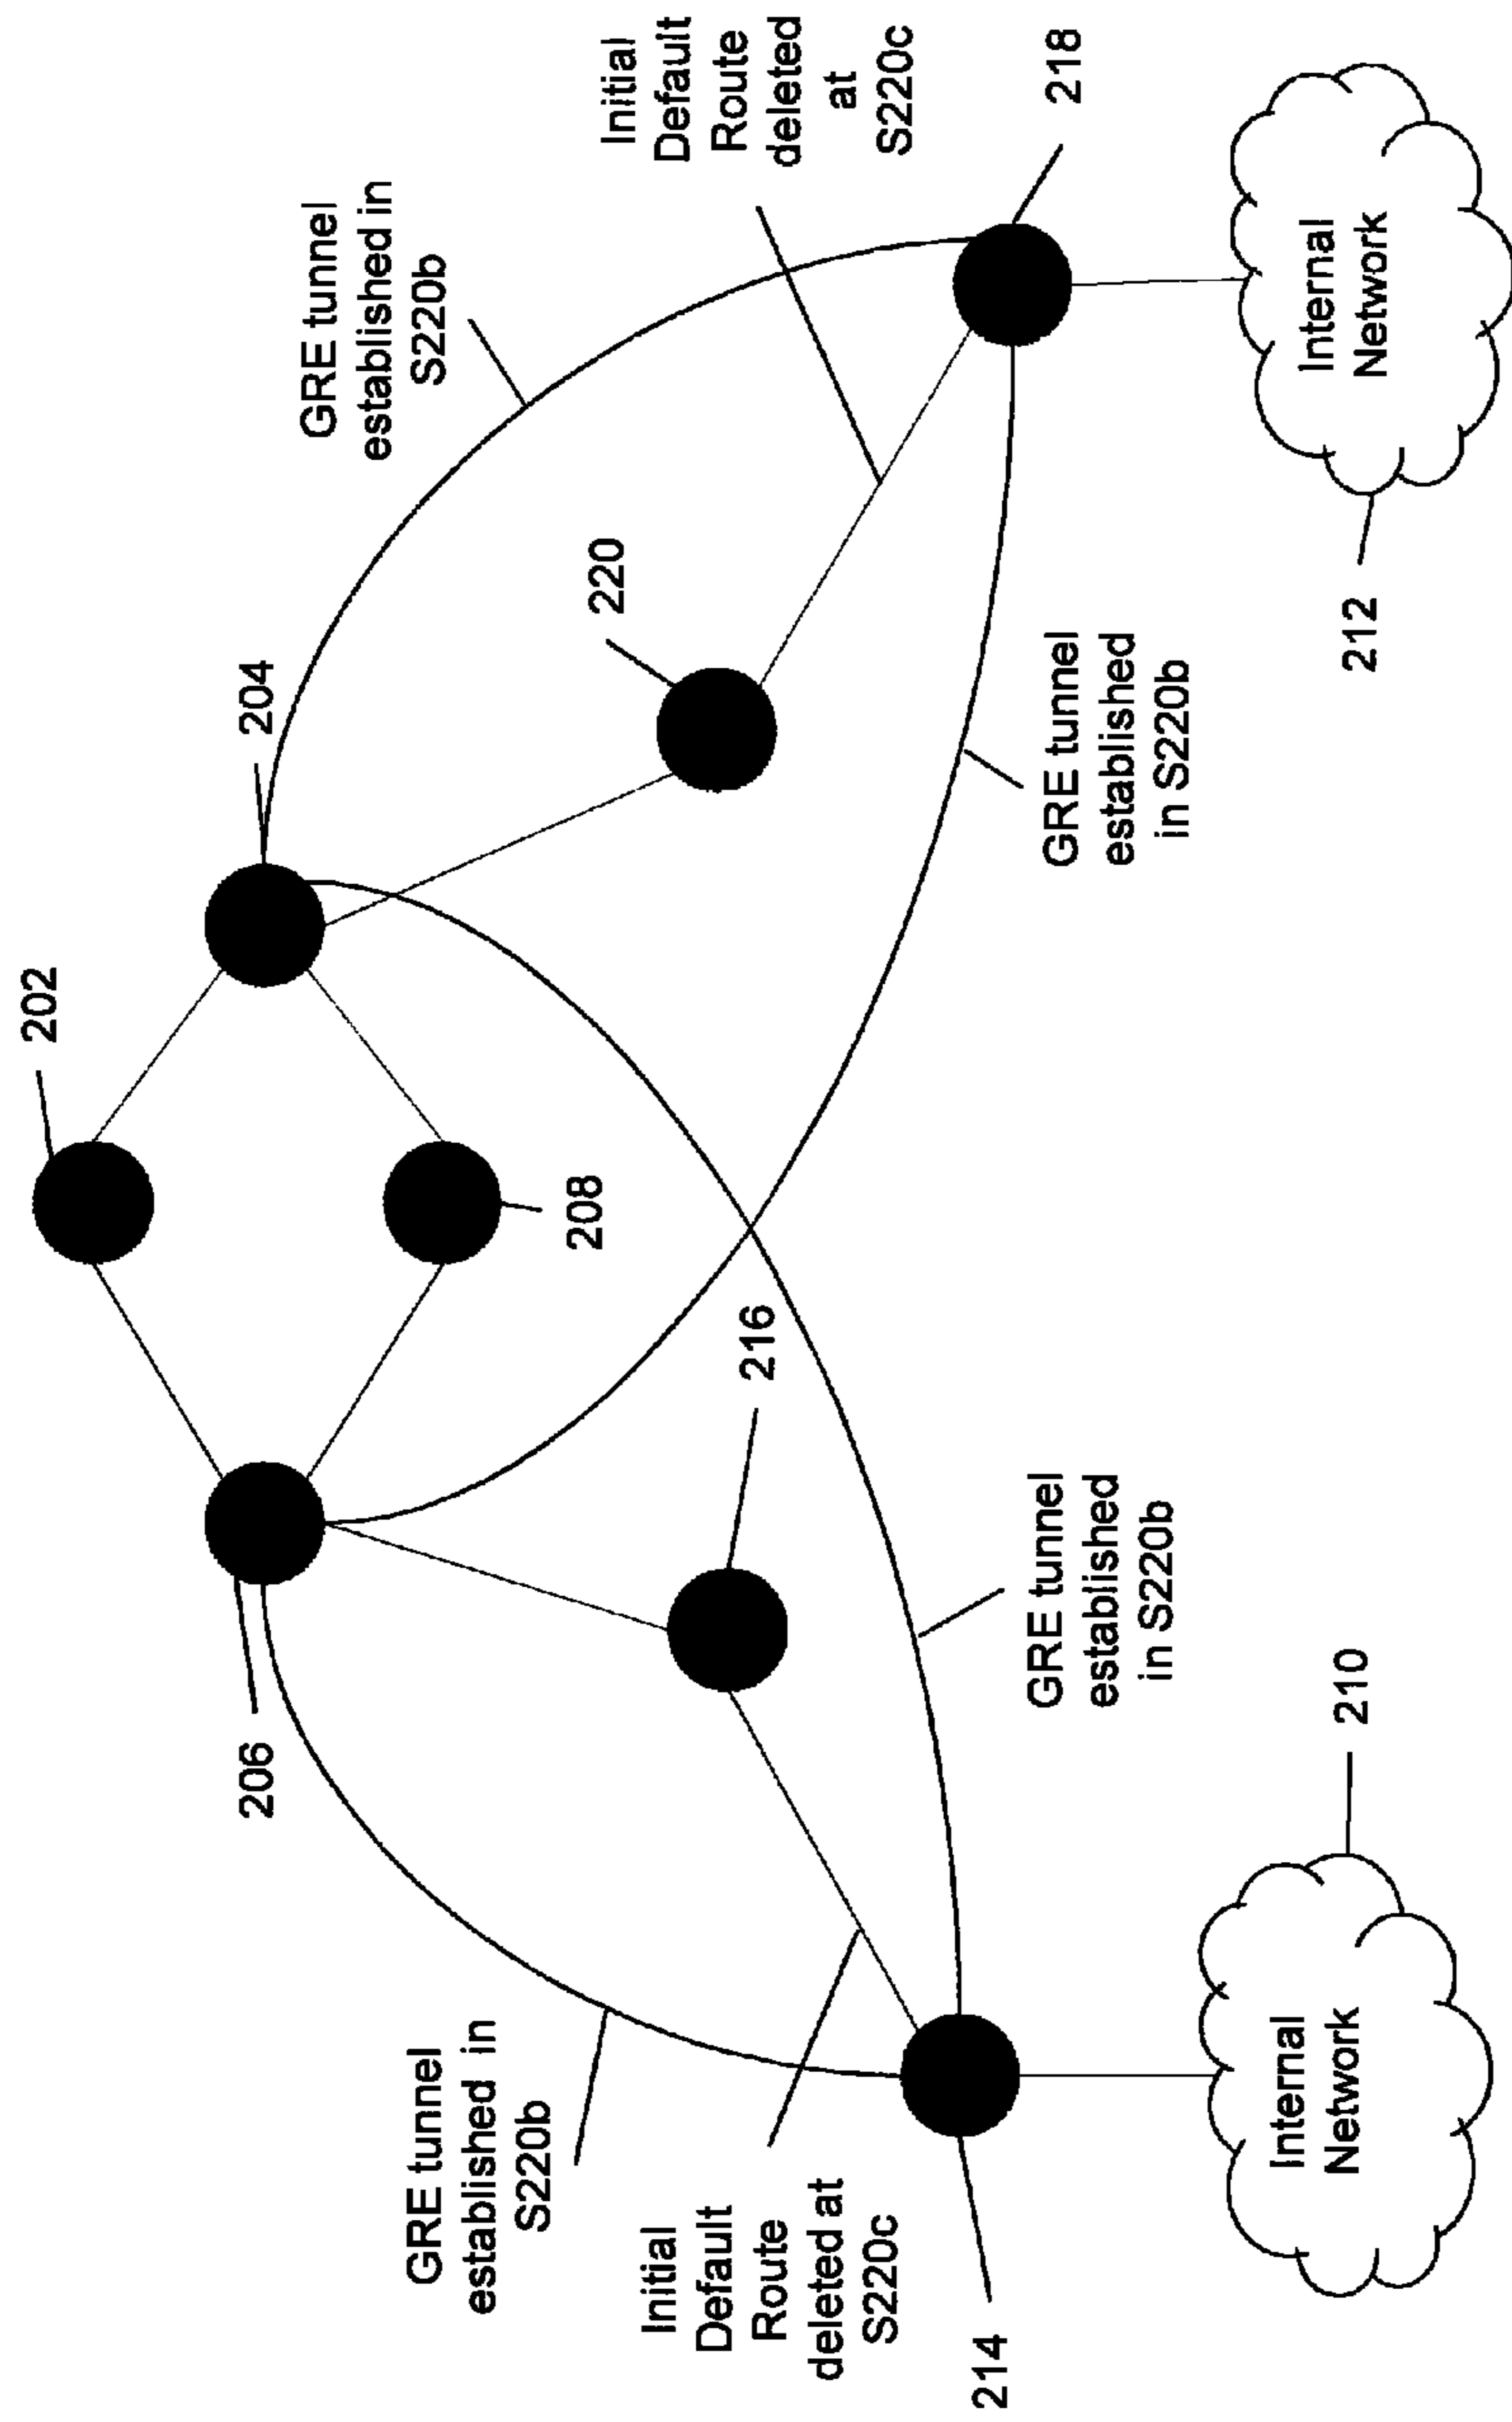 202
206
204
GRE tunnel
established in
S220b
GRE tunnel
established in
S220b
208
220
Initial
Default
Route
deleted
at
S220c
Initial
Default
Route
deleted at
S220c
216
214
GRE tunnel
established
in S220b
GRE tunnel
established
in S220b
218
Internal
Network
210
Internal
Network
212